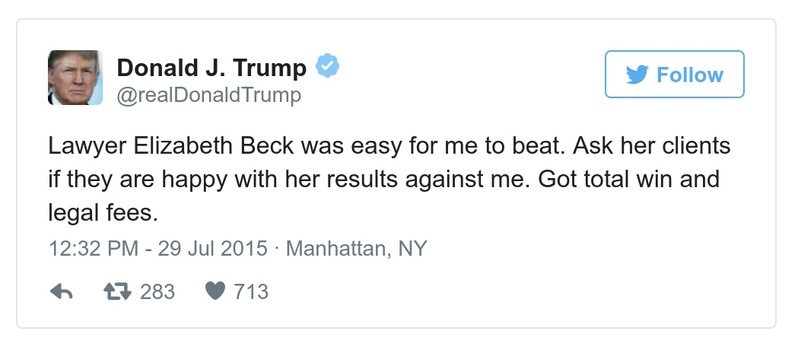 Donald J. Trump
@realDonaldTrump
Follow
Lawyer Elizabeth Beck was easy for me to beat. Ask her clients
if they are happy with her results against me. Got total win and
legal fees.
12:32 PM - 29 Jul 2015 · Manhattan, NY
283 713